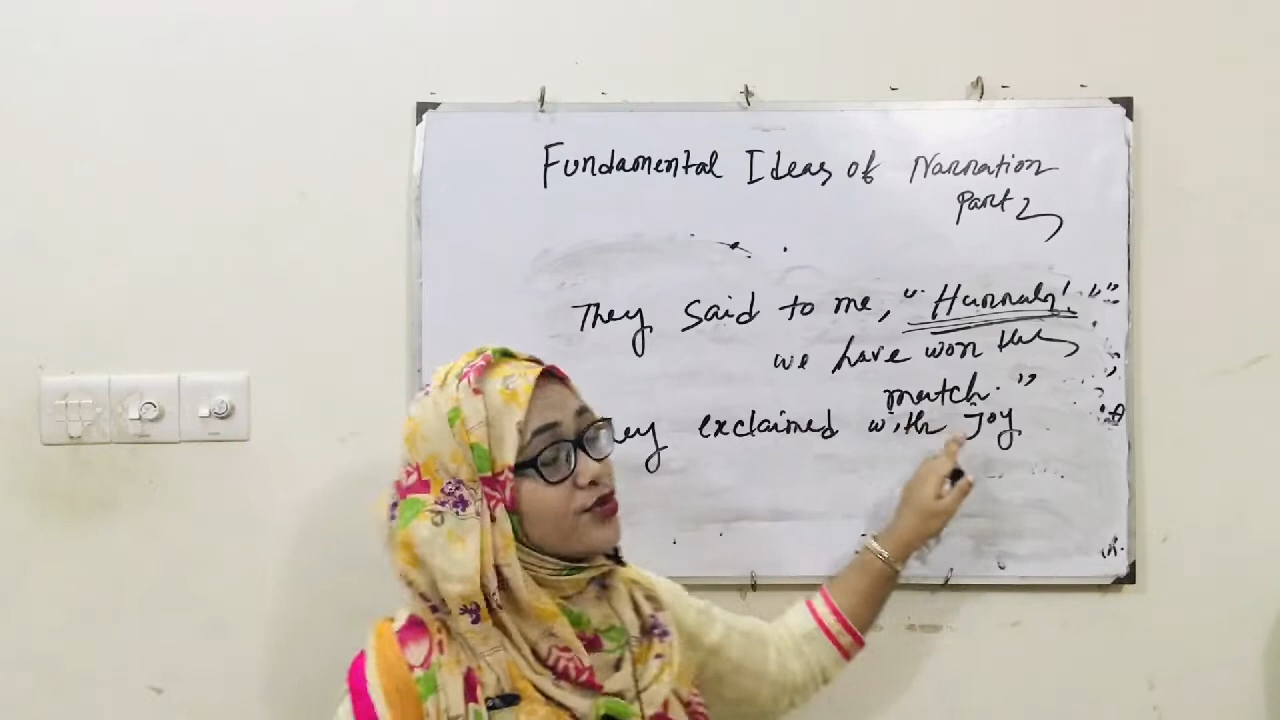 Fundamental Ideas of Narration
Part 2
They said to me, "Hurrah! "
we have won the
match."
ey exclaimed with joy